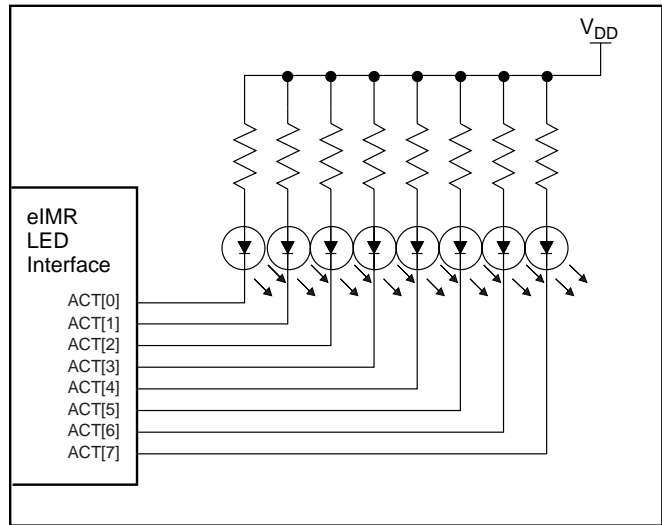 VDD
eIMR
LED
Interface
ACT[0]
ACT[1]
ACT[2]
ACT[3]
ACT[4]
ACT[5]
ACT[6]
ACT[7]